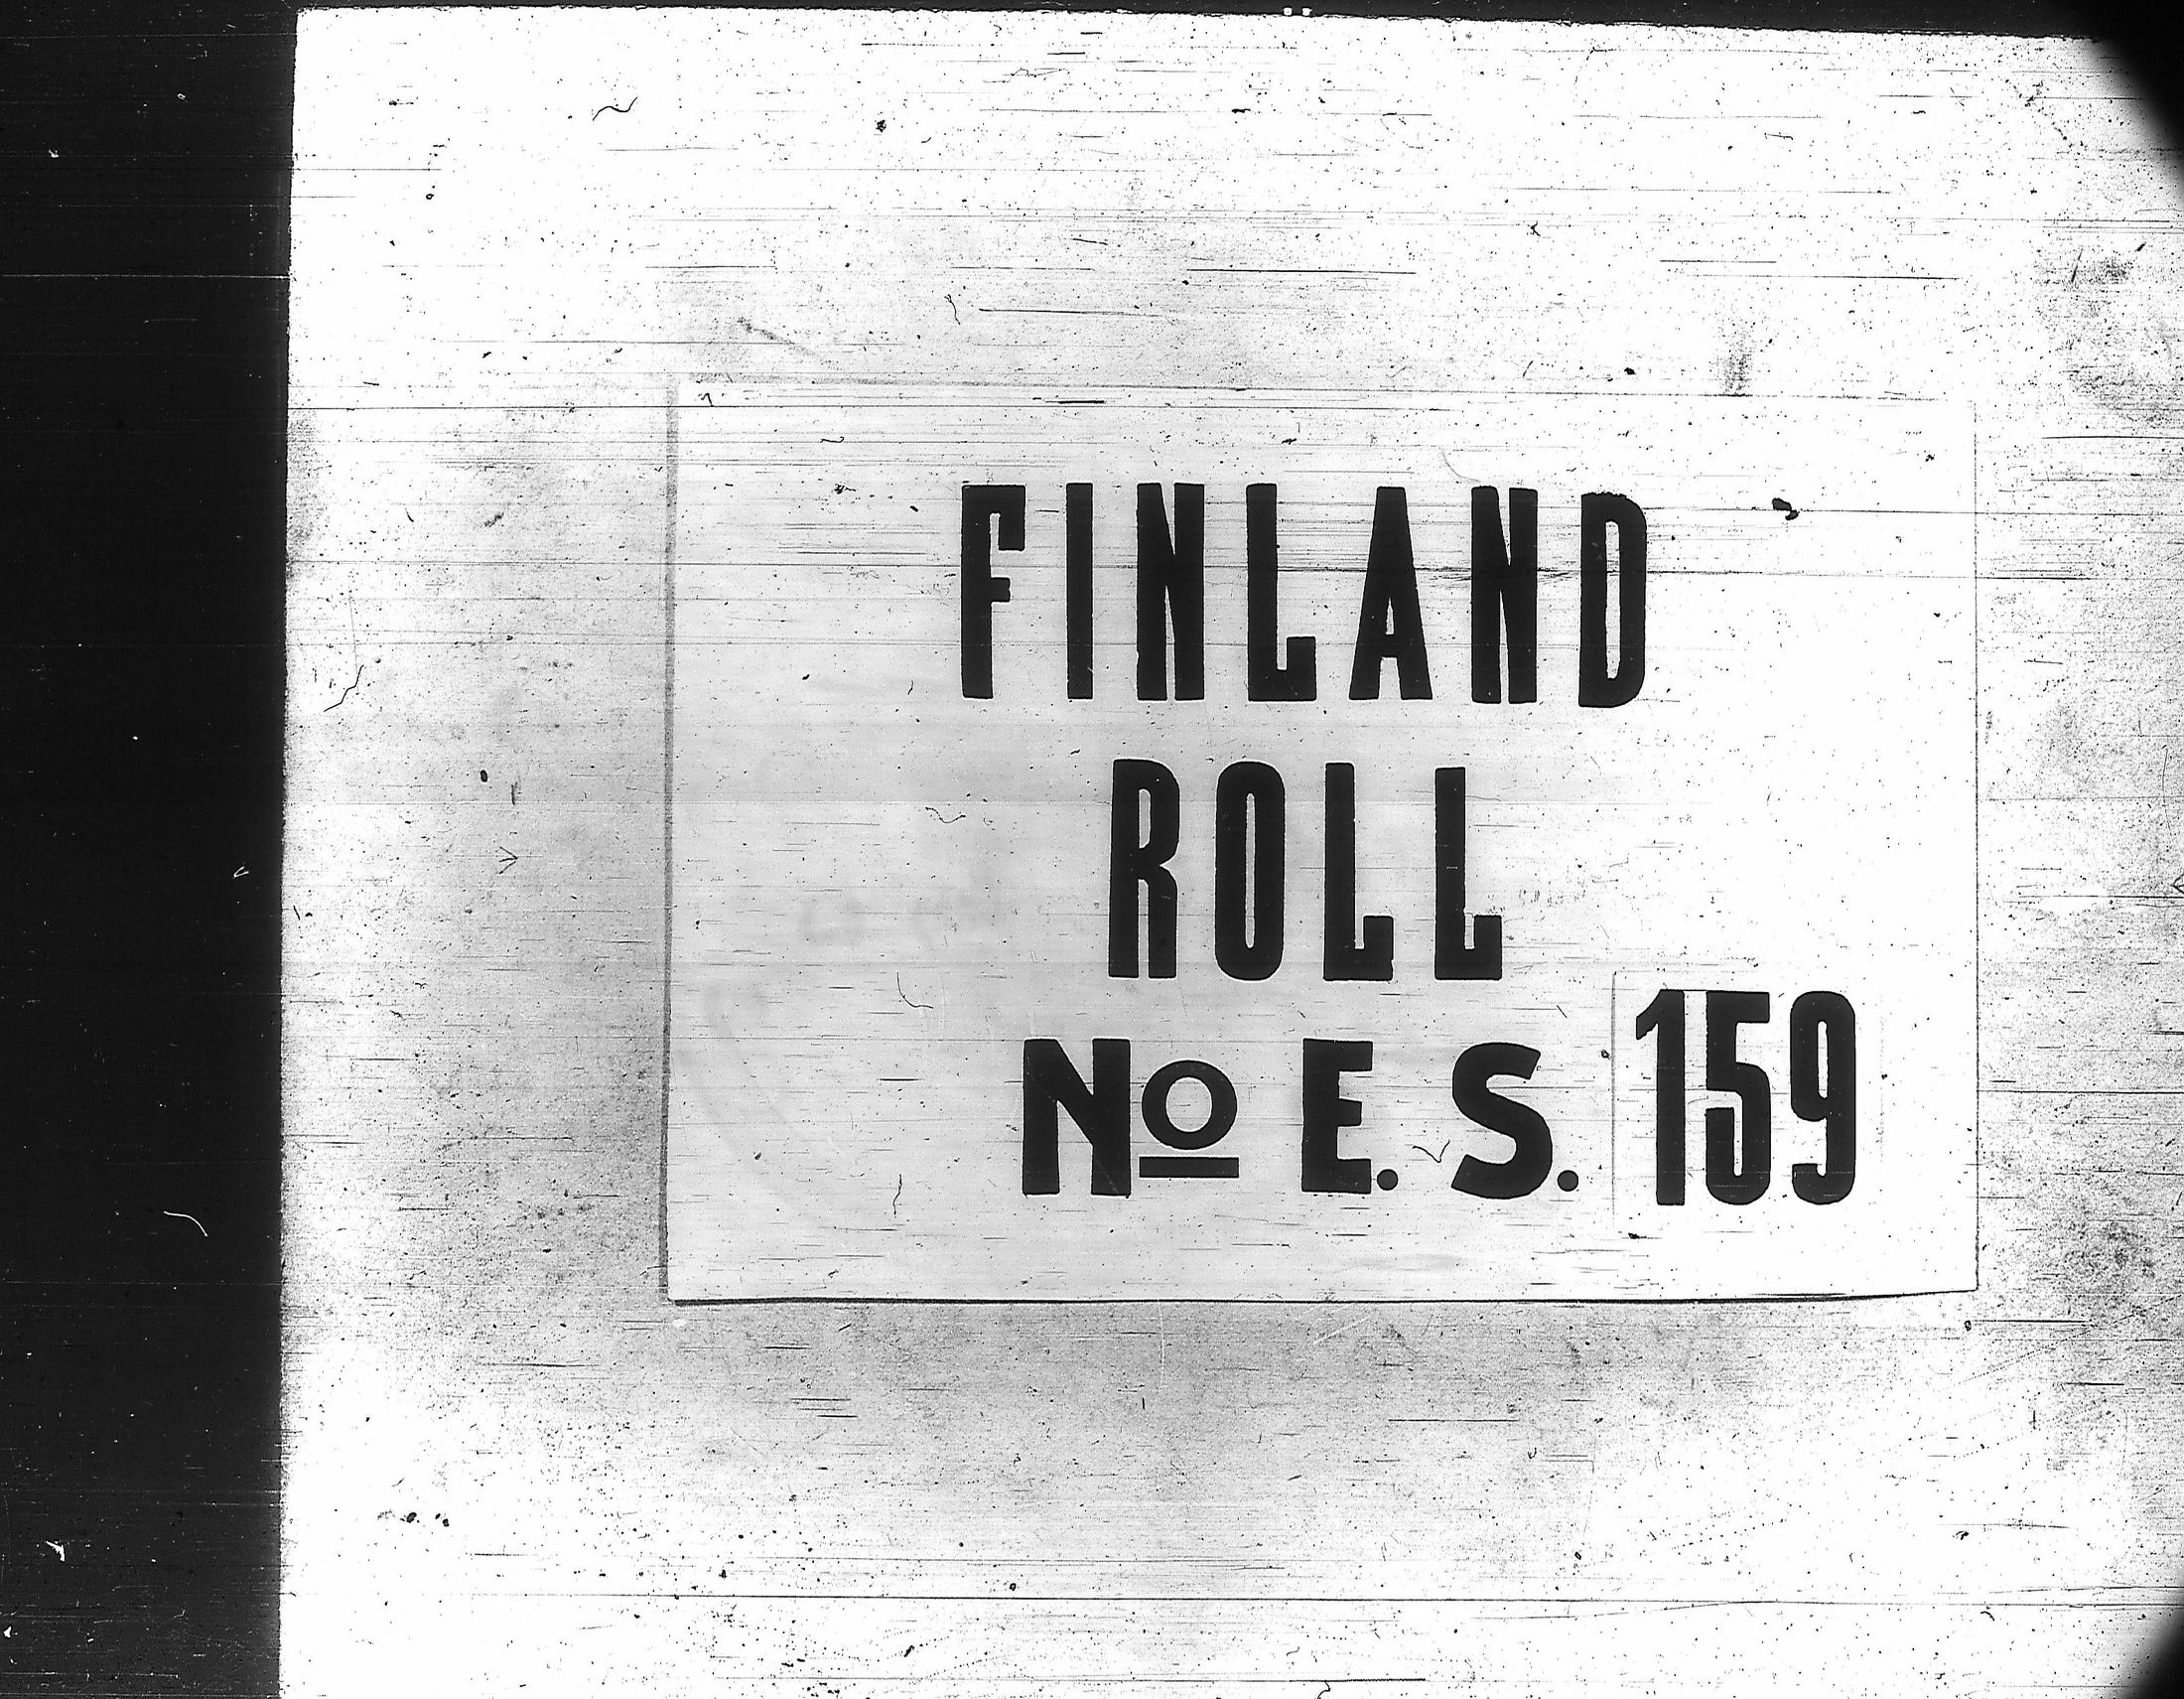 FINLAND
ROLL
No E. S. 159